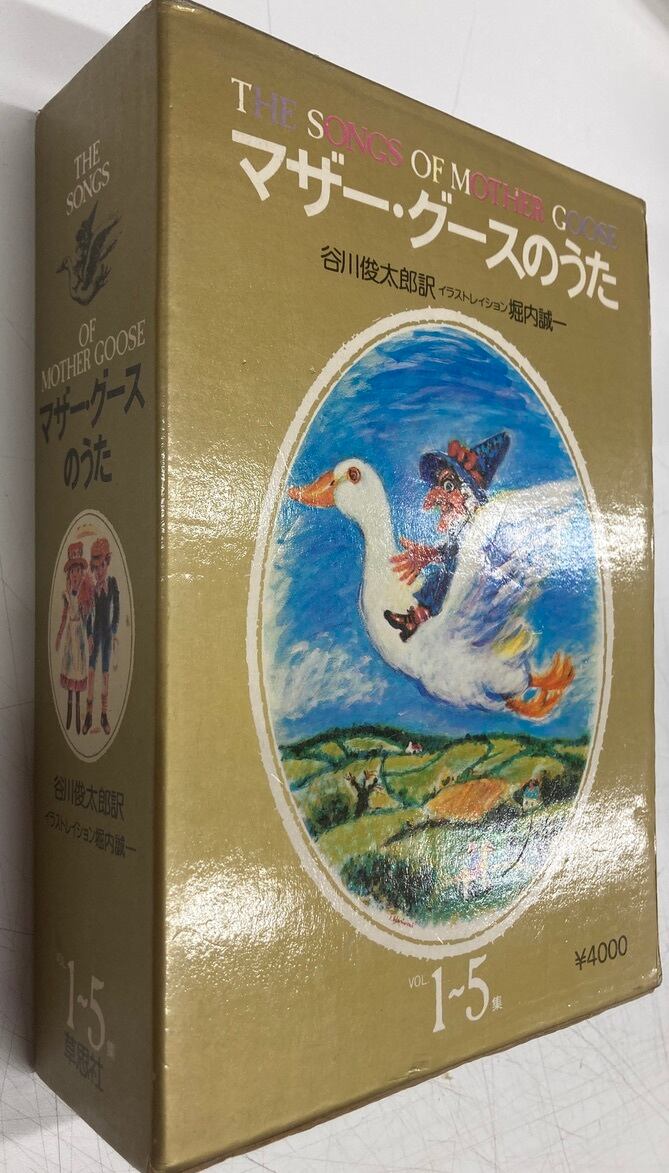 THE SONGS OF MOTHER GOOSE
マザー・グースのうた
谷川俊太郎訳 イラストレイション 堀内誠一
VOL. 1~5 集
¥4000
THE
SONGS
OF
MOTHER GOOSE
マザー・グース
のうた
谷川俊太郎訳
イラストレイション 堀内誠一
VOL. 1~5 集
草思社